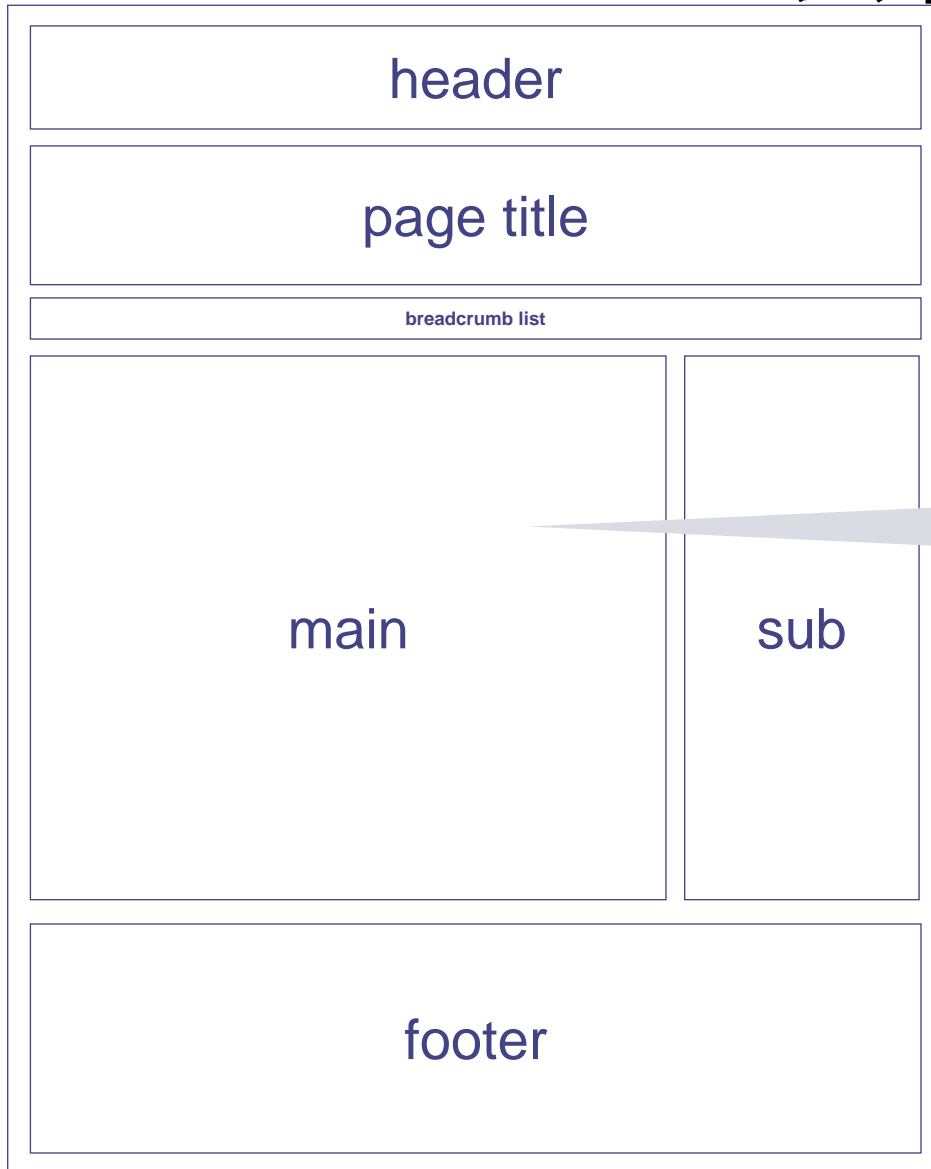 header
page title
breadcrumb list
main
sub
footer